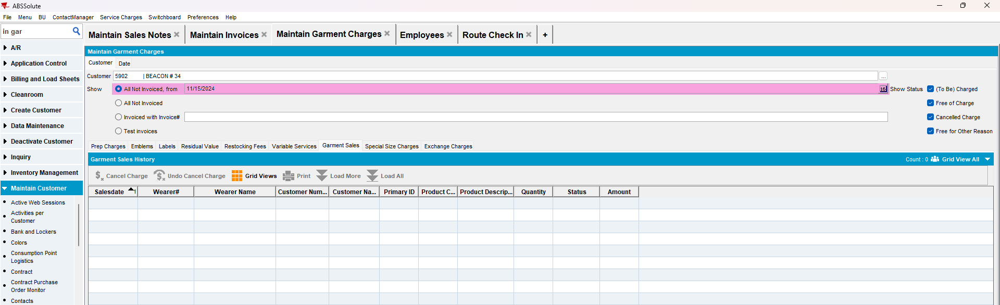 ABSSolute
File Menu BU ContactManager Service Charges Switchboard Preferences Help
in gar
Maintain Sales Notes Maintain Invoices Maintain Garment Charges Employees Route Check In +
A/R
Application Control
Billing and Load Sheets
Cleanroom
Create Customer
Data Maintenance
Deactivate Customer
Inquiry
Inventory Management
Maintain Customer
Active Web Sessions
Activities per
Customer
Bank and Lockers
Colors
Consumption Point
Logistics
Contract
Contract Purchase
Order Monitor
Contacts
Maintain Garment Charges
Customer Date
Customer 5902 | BEACON # 34 ...
Show All Not Invoiced, from 11/15/2024 16 Show Status (To Be) Charged
All Not Invoiced Free of Charge
Invoiced with Invoice# Cancelled Charge
Test invoices Free for Other Reason
Prep Charges Emblems Labels Residual Value Restocking Fees Variable Services Garment Sales Special Size Charges Exchange Charges
Garment Sales History Count : 0 Grid View All
Cancel Charge Undo Cancel Charge Grid Views Print Load More Load All
Salesdate 1 Wearer# Wearer Name Customer Num... Customer Na... Primary ID Product C... Product Descrip... Quantity Status Amount